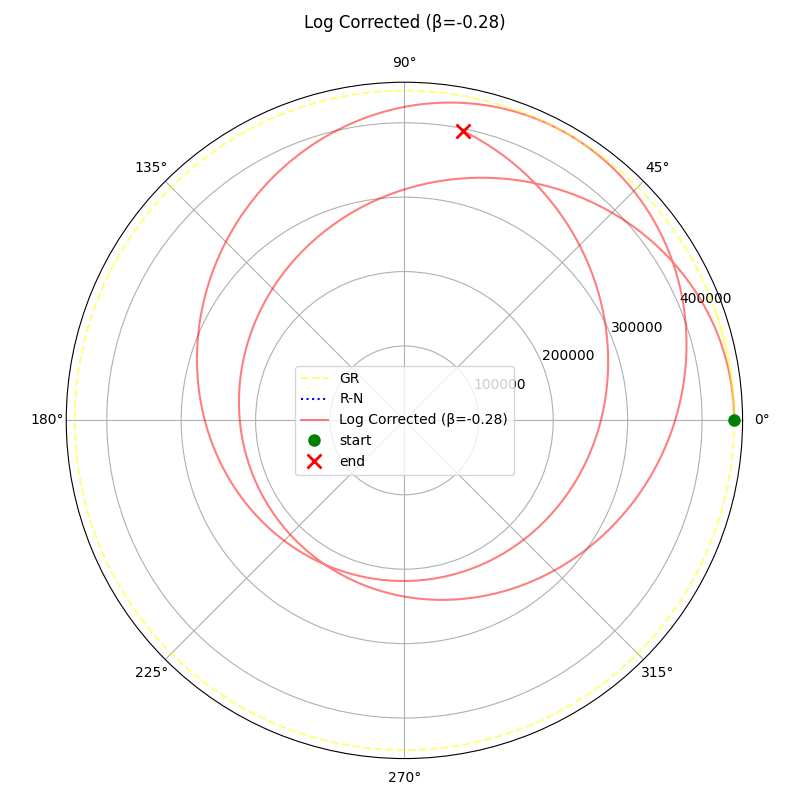 Log Corrected (β=-0.28)
90°
135°
45°
400000
300000
200000
100000
GR
R-N
Log Corrected (β=-0.28)
start
end
180°
0°
225°
315°
270°